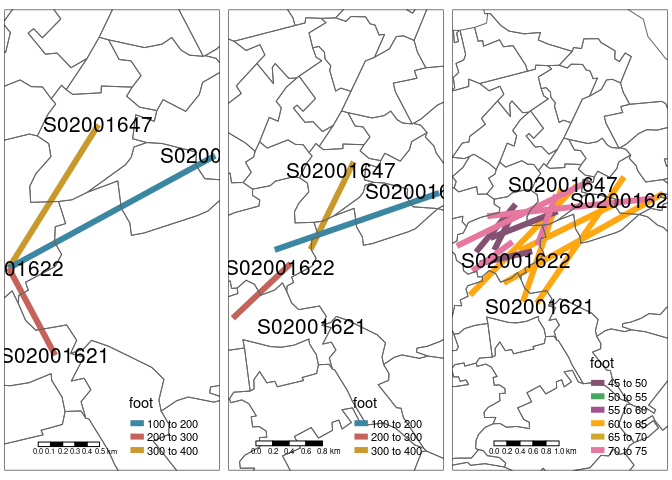 S02001647
S0200
01622
S02001621
foot
100 to 200
200 to 300
300 to 400
0.0 0.1 0.2 0.3 0.4 0.5 km
S02001647
S020016
S02001622
S02001621
foot
100 to 200
200 to 300
300 to 400
0.0 0.2 0.4 0.6 0.8 km
S02001647
S0200162
S02001622
S02001621
foot
45 to 50
50 to 55
55 to 60
60 to 65
65 to 70
70 to 75
0.0 0.2 0.4 0.6 0.8 1.0 km